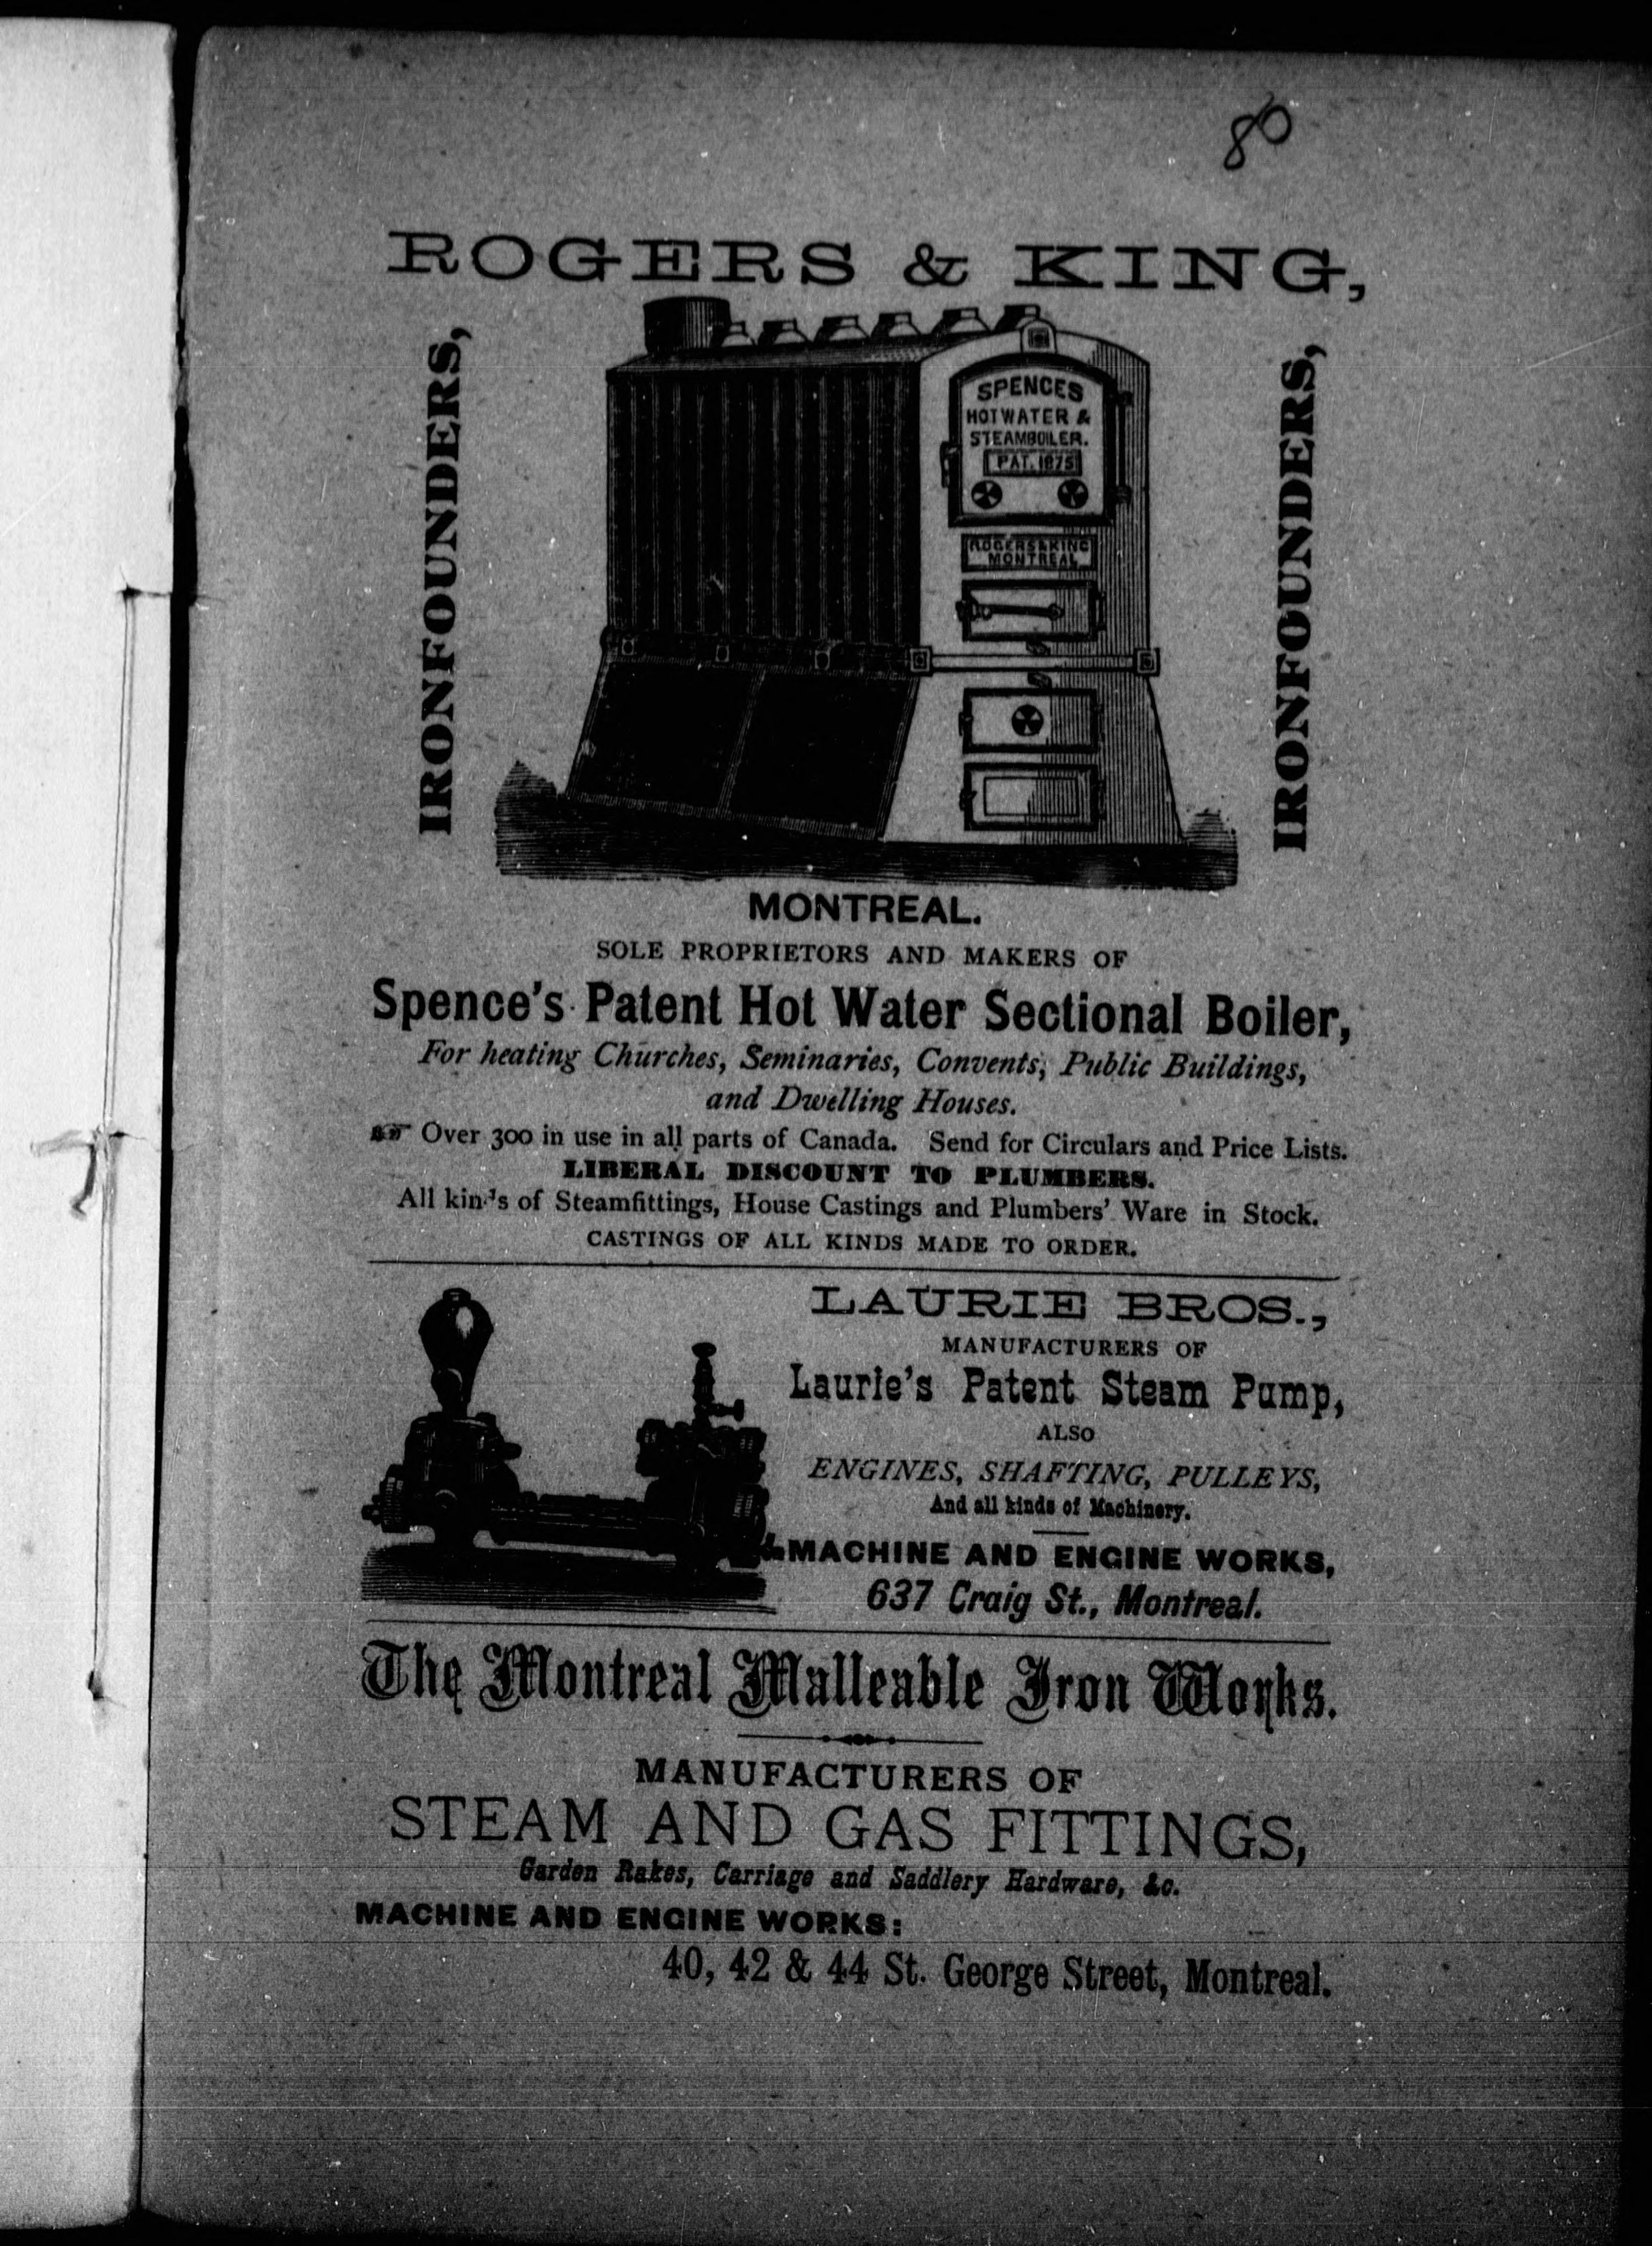 80
ROGERS & KING,
IRONFOUNDERS,
IRONFOUNDERS,
SPENCES
HOTWATER &
STEAMBOILER.
PAT. 1875
ROGERS&KING
MONTREAL
MONTREAL.
SOLE PROPRIETORS AND MAKERS OF
Spence's Patent Hot Water Sectional Boiler,
For heating Churches, Seminaries, Convents, Public Buildings,
and Dwelling Houses.
☞ Over 300 in use in all parts of Canada. Send for Circulars and Price Lists.
LIBERAL DISCOUNT TO PLUMBERS.
All kinds of Steamfittings, House Castings and Plumbers' Ware in Stock.
CASTINGS OF ALL KINDS MADE TO ORDER.
LAURIE BROS.,
MANUFACTURERS OF
Laurie's Patent Steam Pump,
ALSO
ENGINES, SHAFTING, PULLEYS,
And all kinds of Machinery.
MACHINE AND ENGINE WORKS,
637 Craig St., Montreal.
The Montreal Malleable Iron Works.
MANUFACTURERS OF
STEAM AND GAS FITTINGS,
Garden Rakes, Carriage and Saddlery Hardware, &c.
MACHINE AND ENGINE WORKS:
40, 42 & 44 St. George Street, Montreal.